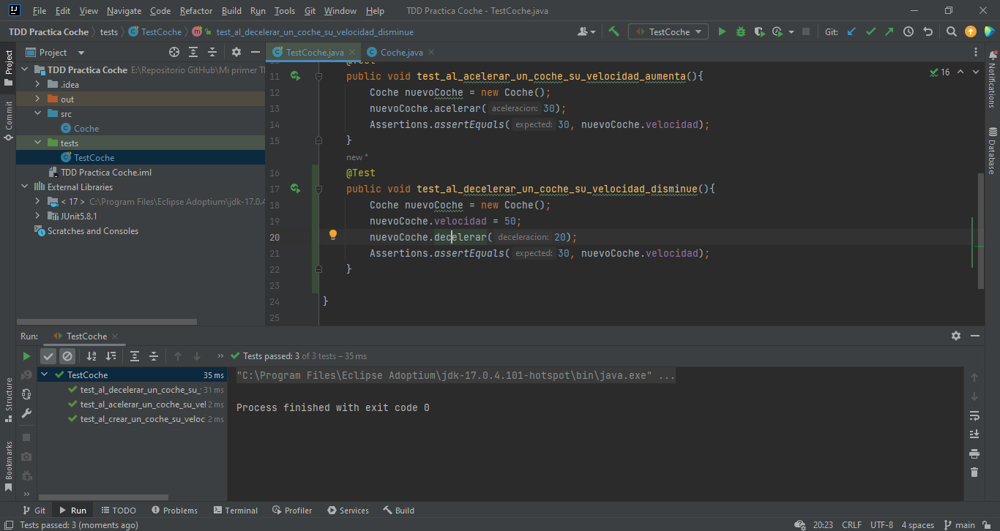 File Edit View Navigate Code Refactor Build Run Tools Git Window Help TDD Practica Coche - TestCoche.java
TDD Practica Coche tests TestCoche test_al_decelerar_un_coche_su_velocidad_disminue TestCoche Git:
Project TestCoche.java Coche.java
TDD Practica Coche E:\Repositorio GitHub\Mi primer
.idea
out
src
Coche
tests
TestCoche
TDD Practica Coche.iml
External Libraries
< 17 > C:\Program Files\Eclipse Adoptium\jdk-17.0.4
JUnit5.8.1
Scratches and Consoles
16
11 public void test_al_acelerar_un_coche_su_velocidad_aumenta(){
12 Coche nuevoCoche = new Coche();
13 nuevoCoche.acelerar( aceleracion: 30);
14 Assertions.assertEquals( expected: 30, nuevoCoche.velocidad);
15 }
new *
16 @Test
17 public void test_al_decelerar_un_coche_su_velocidad_disminue(){
18 Coche nuevoCoche = new Coche();
19 nuevoCoche.velocidad = 50;
20 nuevoCoche.decelerar( deceleracion: 20);
21 Assertions.assertEquals( expected: 30, nuevoCoche.velocidad);
22 }
23
24 }
25
Project
Commit
Structure
Bookmarks
Notifications
Database
Run: TestCoche
Tests passed: 3 of 3 tests – 35 ms
TestCoche 35 ms
test_al_decelerar_un_coche_su_ 31 ms
test_al_acelerar_un_coche_su_vel 2 ms
test_al_crear_un_coche_su_veloc 2 ms
"C:\Program Files\Eclipse Adoptium\jdk-17.0.4.101-hotspot\bin\java.exe" ...
Process finished with exit code 0
Git Run TODO Problems Terminal Profiler Services Build
Tests passed: 3 (moments ago) 20:23 CRLF UTF-8 4 spaces main